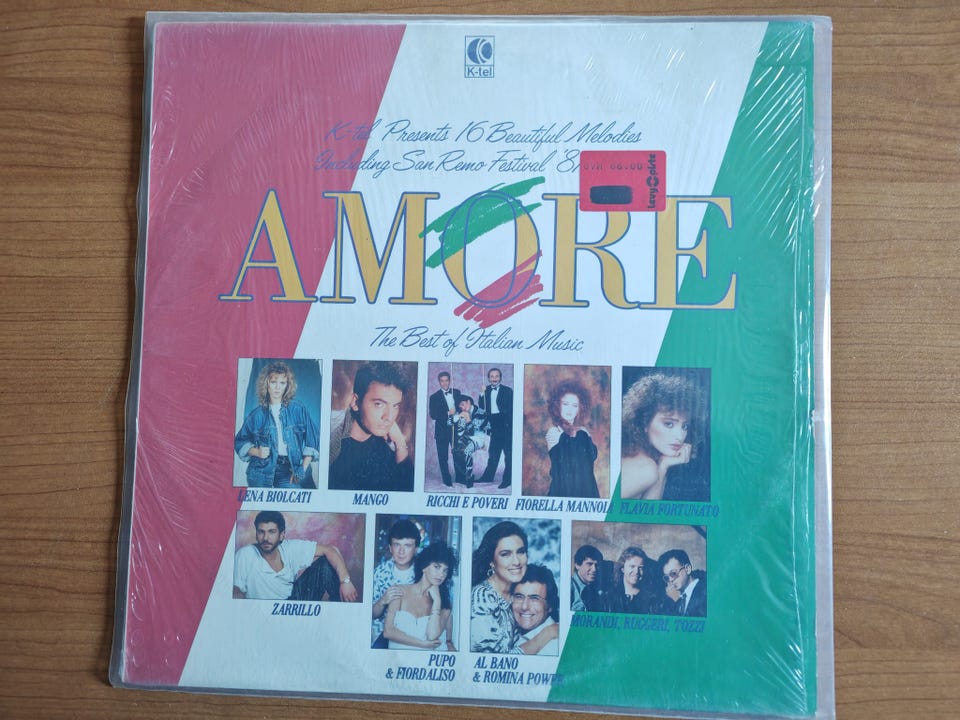 K-tel
K-tel Presents 16 Beautiful Melodies
Including San Remo Festival '87
AMORE
The Best of Italian Music
LENA BIOLCATI
MANGO
RICCHI E POVERI
FIORELLA MANNOIA
FLAVIA FORTUNATO
ZARRILLO
PUPO
& FIORDALISO
AL BANO
& ROMINA POWER
MORANDI, RUGGERI, TOZZI